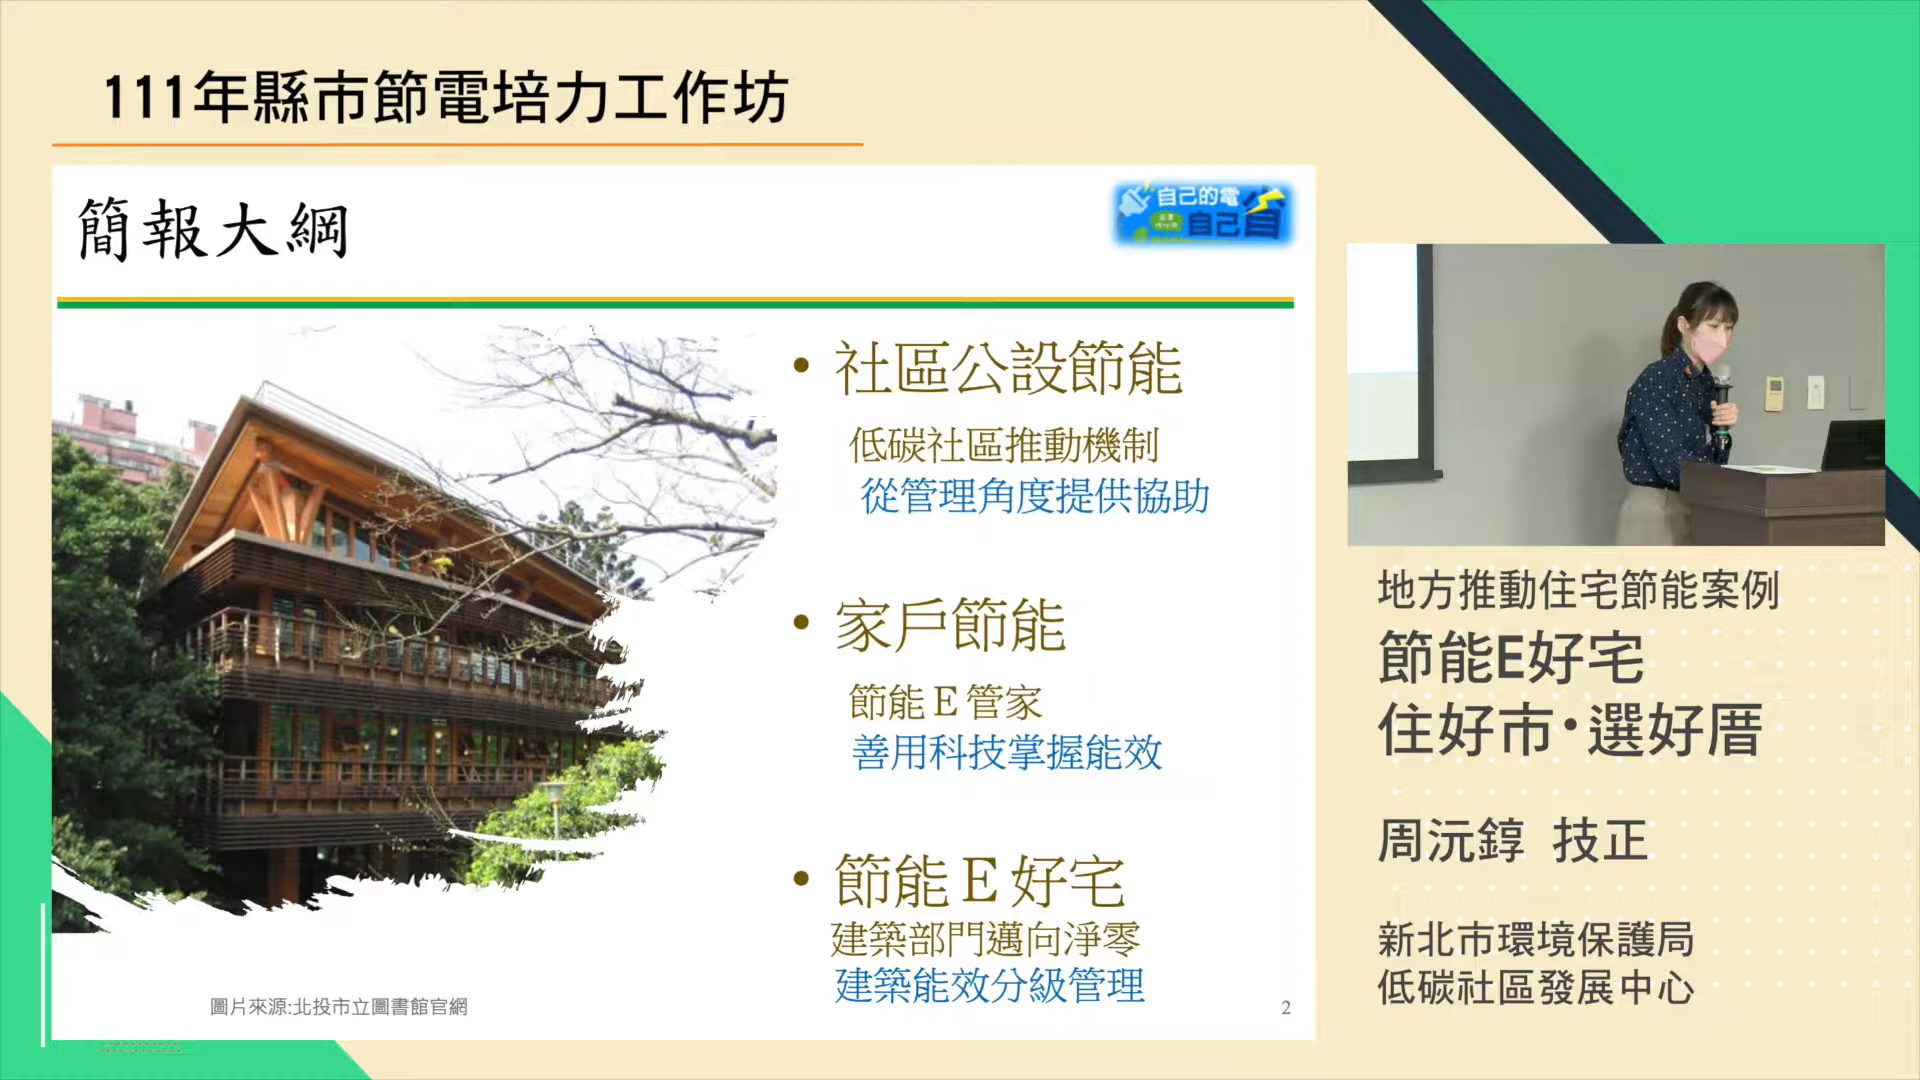 111年縣市節電培力工作坊
簡報大綱
自己的電
自己省
• 社區公設節能
低碳社區推動機制
從管理角度提供協助
• 家戶節能
節能E管家
善用科技掌握能效
• 節能E好宅
建築部門邁向淨零
建築能效分級管理
圖片來源:北投市立圖書館官網
2
地方推動住宅節能案例
節能E好宅
住好市·選好厝
周沅錞 技正
新北市環境保護局
低碳社區發展中心